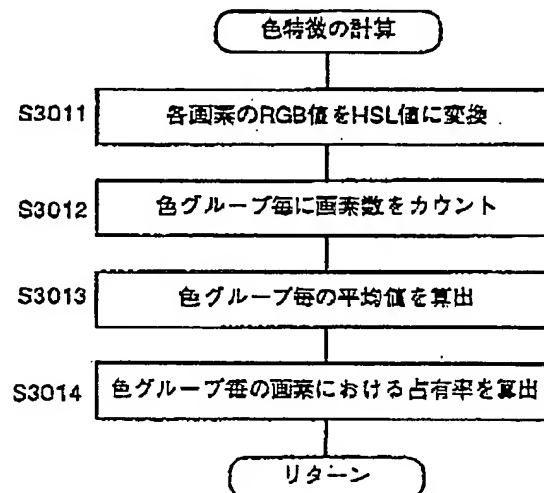 色特徴の計算
S3011 各画素のRGB値をHSL値に変換
S3012 色グループ毎に画素数をカウント
S3013 色グループ毎の平均値を算出
S3014 色グループ毎の画素における占有率を算出
リターン